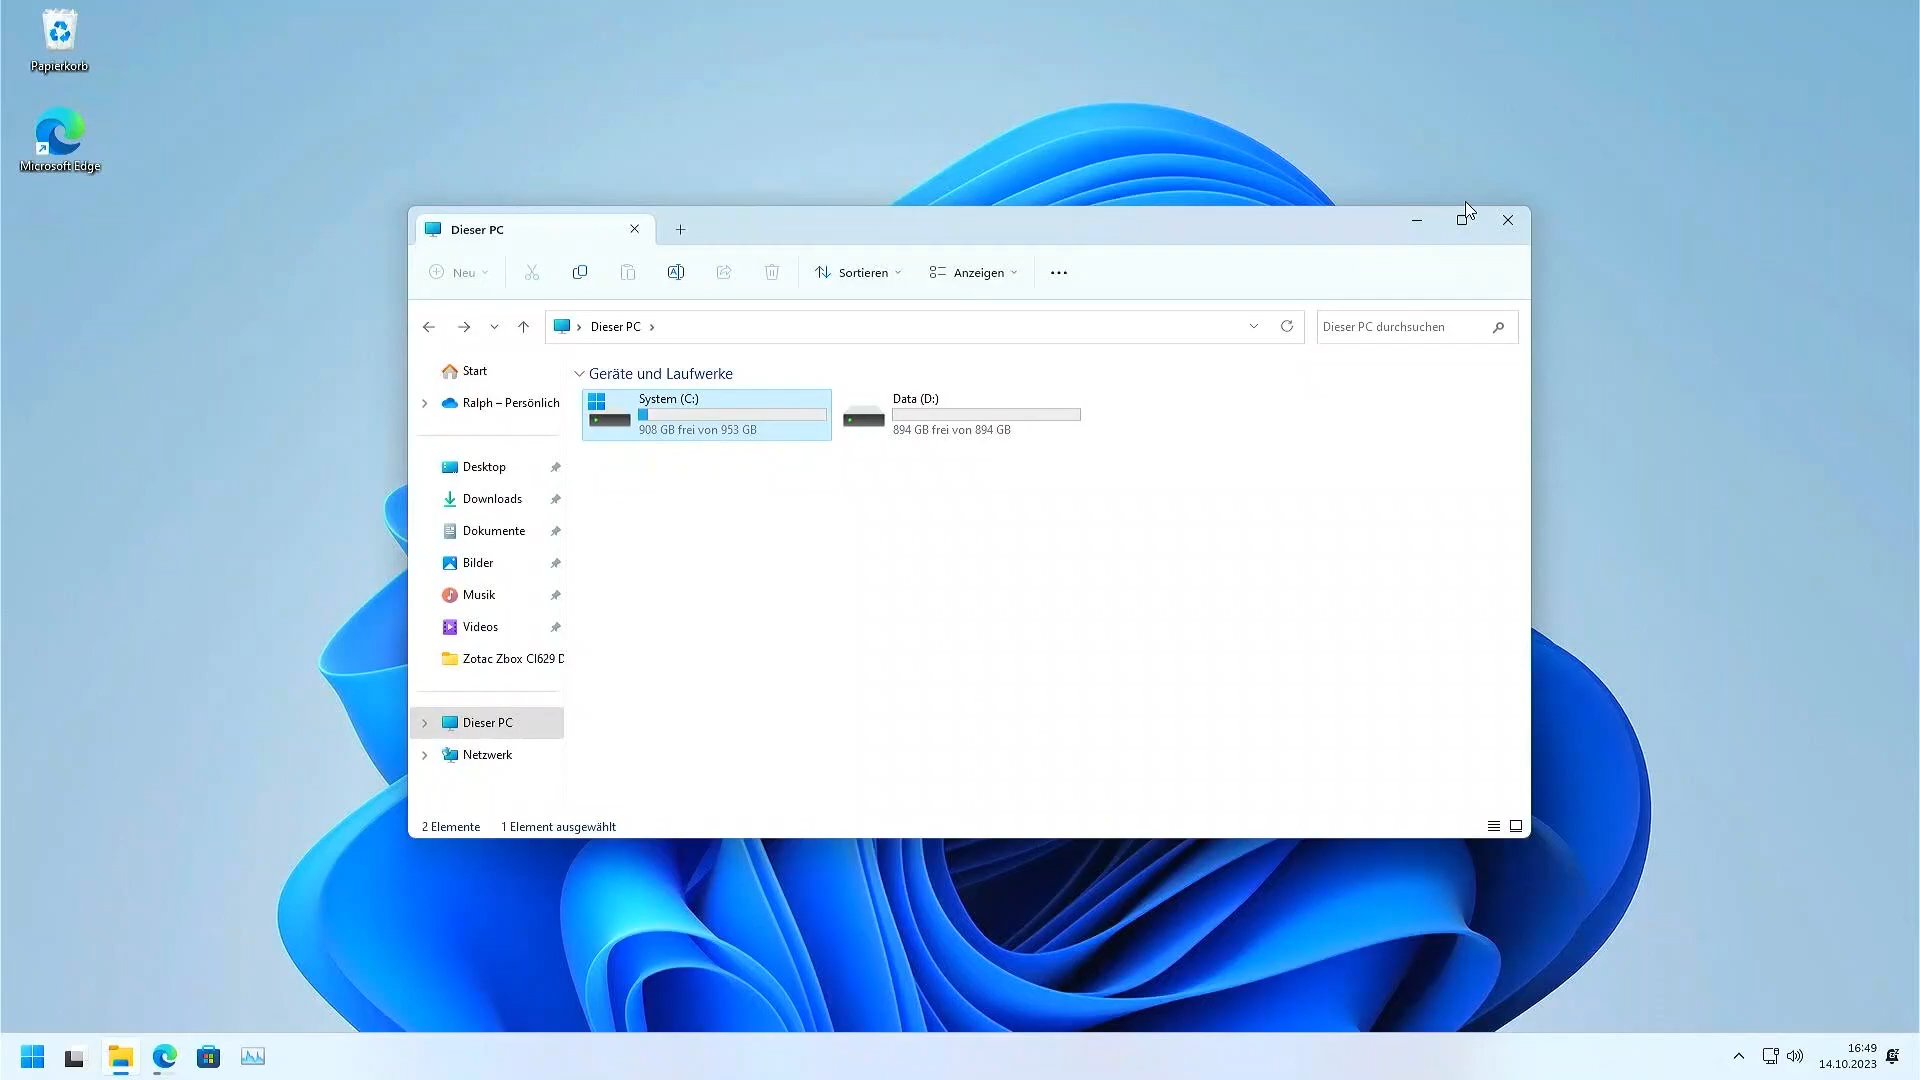 Papierkorb
Microsoft Edge
Dieser PC
Neu
Sortieren
Anzeigen
Dieser PC
Dieser PC durchsuchen
Start
Ralph – Persönlich
Desktop
Downloads
Dokumente
Bilder
Musik
Videos
Zotac Zbox CI629 D
Dieser PC
Netzwerk
Geräte und Laufwerke
System (C:)
908 GB frei von 953 GB
Data (D:)
894 GB frei von 894 GB
2 Elemente 1 Element ausgewählt
16:49
14.10.2023